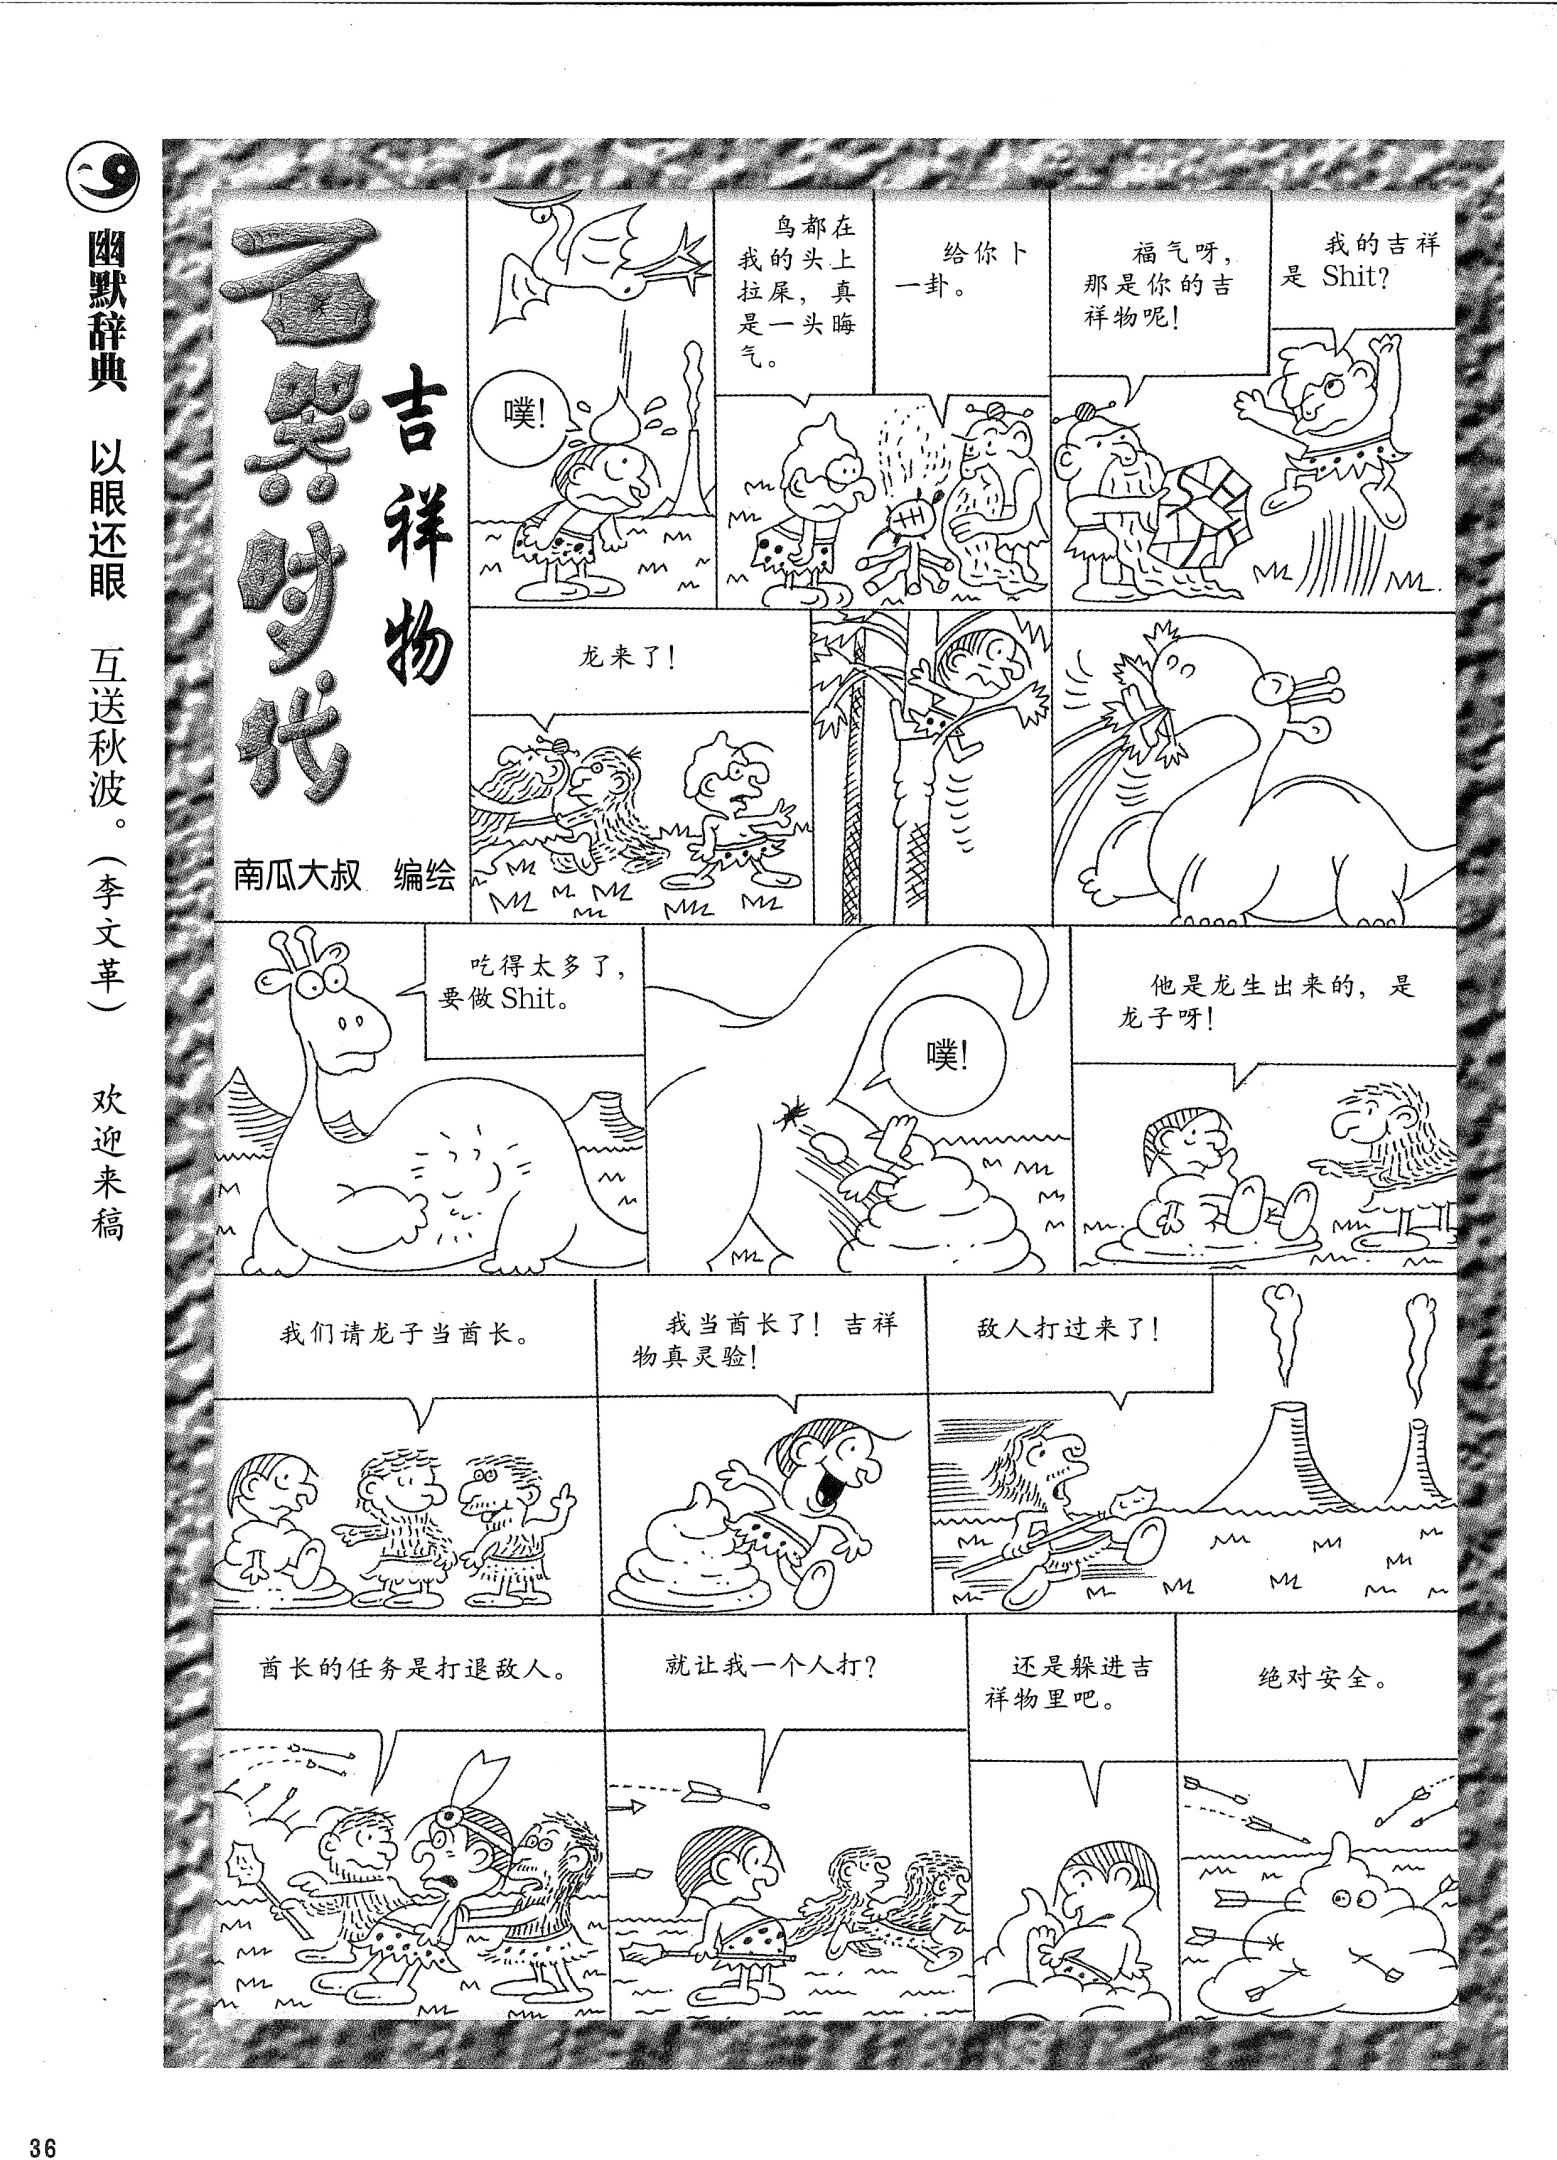 幽默辞典 以眼还眼 互送秋波。(李文革) 欢迎来稿
石器时代
吉祥物
南瓜大叔 编绘
噗!
鸟都在
我的头上
拉屎,真
是一头晦
气。
给你卜
一卦。
福气呀,
那是你的吉
祥物呢!
我的吉祥
是 Shit?
龙来了!
吃得太多了,
要做 Shit。
噗!
他是龙生出来的,是
龙子呀!
我们请龙子当酋长。
我当酋长了!吉祥
物真灵验!
敌人打过来了!
酋长的任务是打退敌人。
就让我一个人打?
还是躲进吉
祥物里吧。
绝对安全。
36